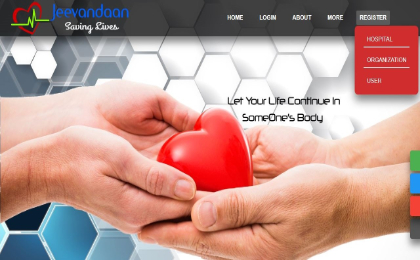 Jeevandaan
Saving Lives
HOME LOGIN ABOUT MORE REGISTER
HOSPITAL
ORGANIZATION
USER
Let Your Life Continue In
SomeOne's Body